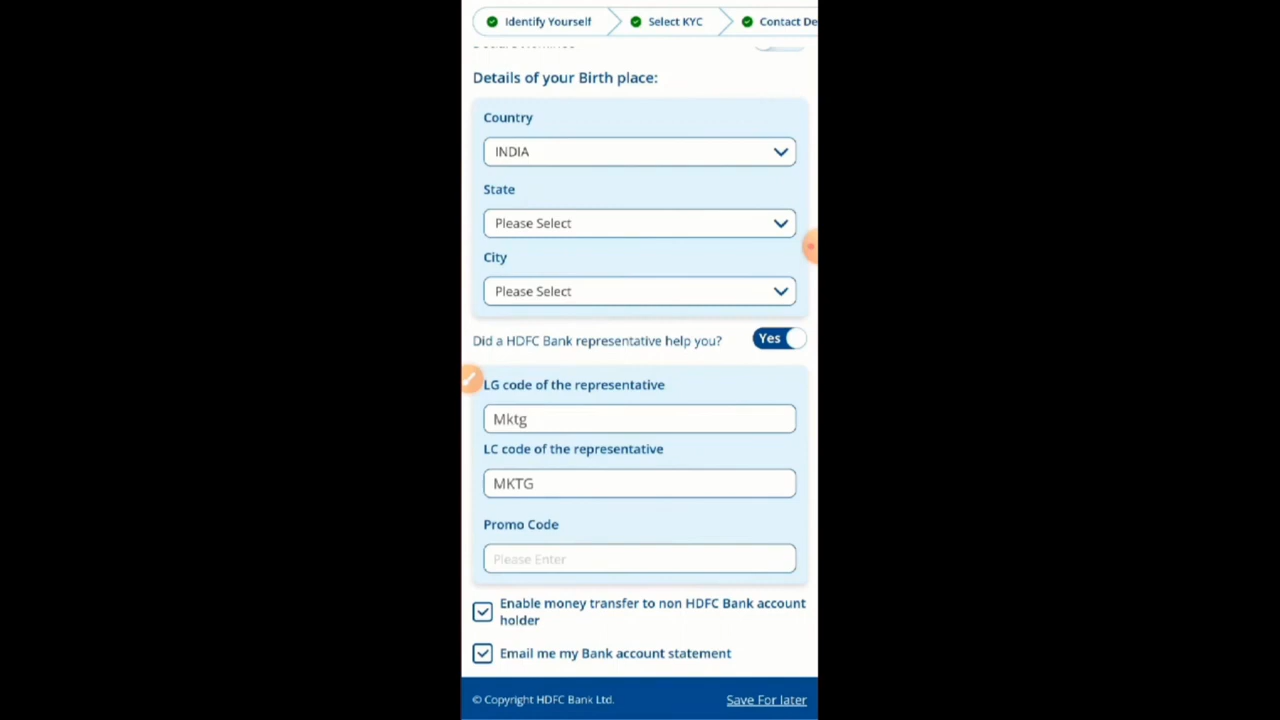 Identify Yourself
Select KYC
Contact De
Details of your Birth place:
Country
INDIA
State
Please Select
City
Please Select
Did a HDFC Bank representative help you?
Yes
LG code of the representative
Mktg
LC code of the representative
MKTG
Promo Code
Please Enter
Enable money transfer to non HDFC Bank account
holder
Email me my Bank account statement
© Copyright HDFC Bank Ltd.
Save For later